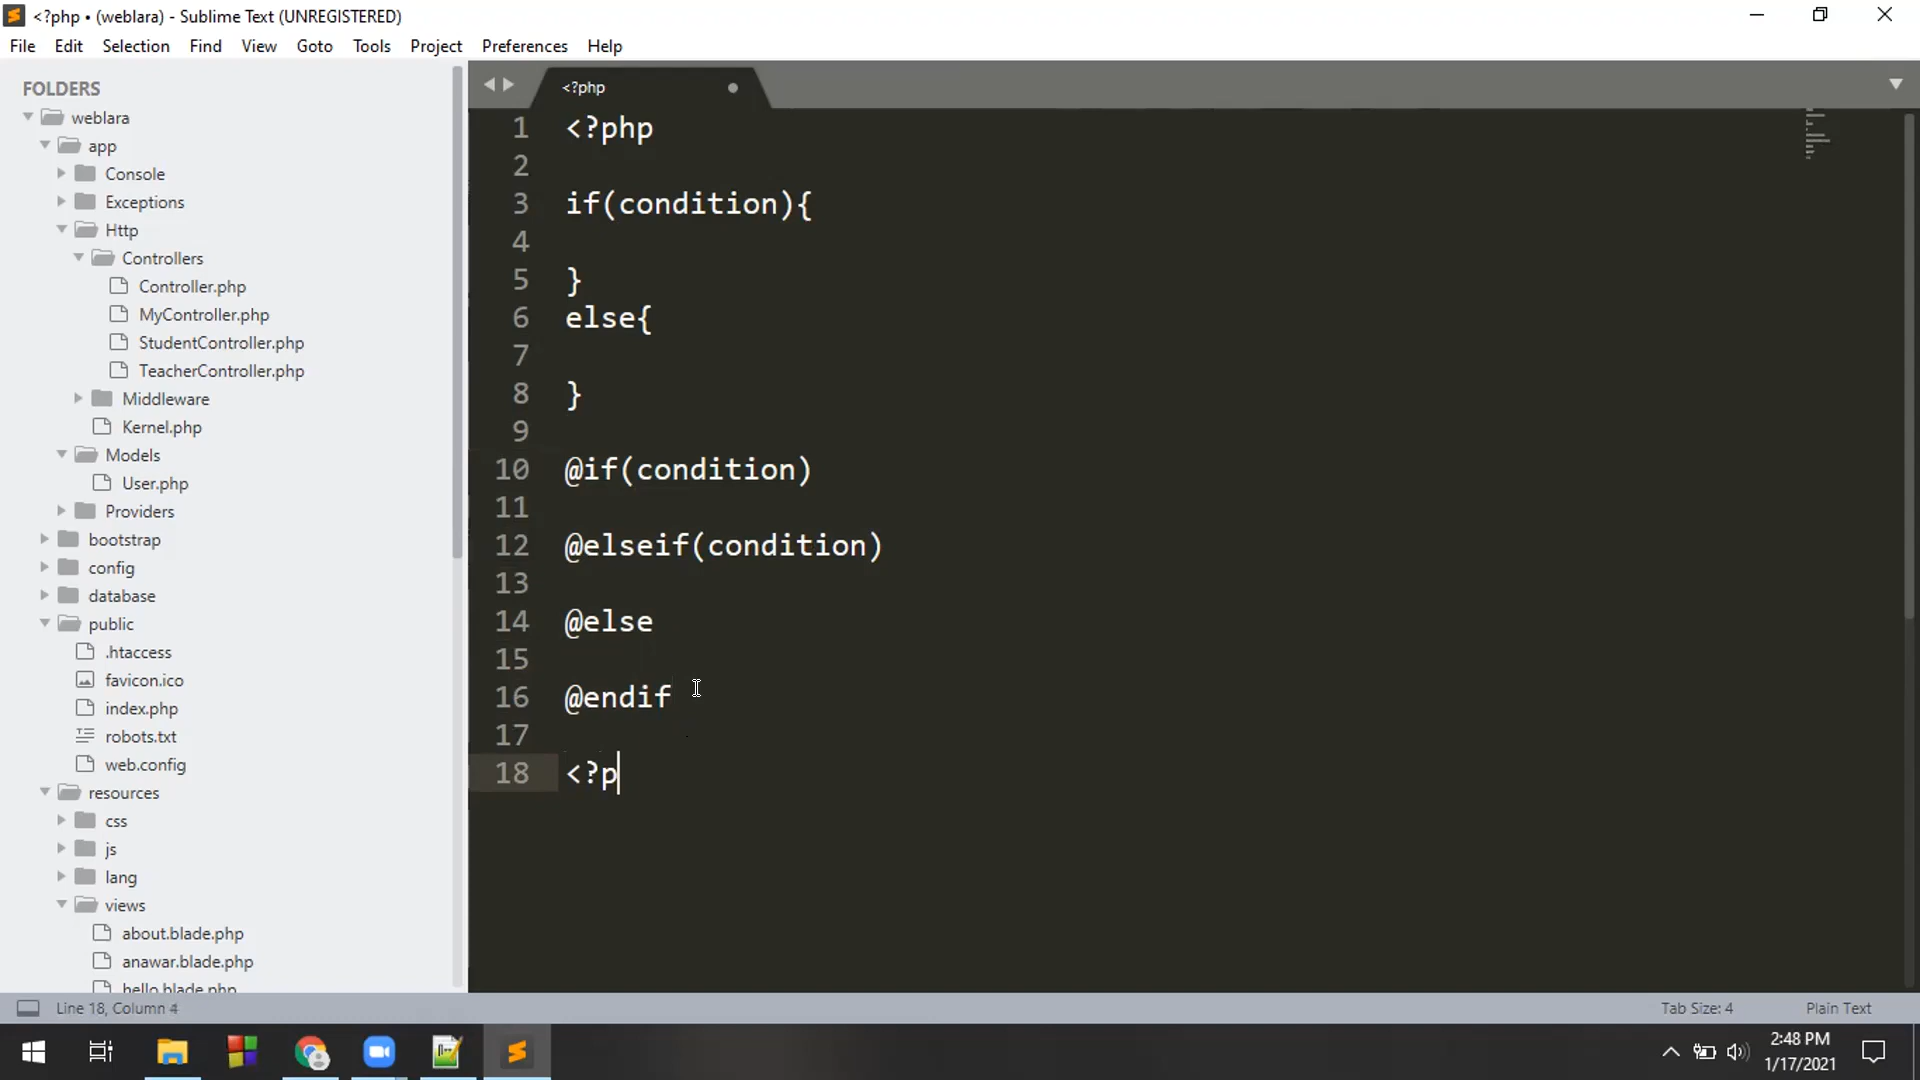 <?php • (weblara) - Sublime Text (UNREGISTERED)
File Edit Selection Find View Goto Tools Project Preferences Help
FOLDERS
weblara
app
Console
Exceptions
Http
Controllers
Controller.php
MyController.php
StudentController.php
TeacherController.php
Middleware
Kernel.php
Models
User.php
Providers
bootstrap
config
database
public
.htaccess
favicon.ico
index.php
robots.txt
web.config
resources
css
js
lang
views
about.blade.php
anawar.blade.php
hello.blade.php
<?php
1 <?php
2
3 if(condition){
4
5 }
6 else{
7
8 }
9
10 @if(condition)
11
12 @elseif(condition)
13
14 @else
15
16 @endif
17
18 <?p
Line 18, Column 4 Tab Size: 4 Plain Text
2:48 PM
1/17/2021